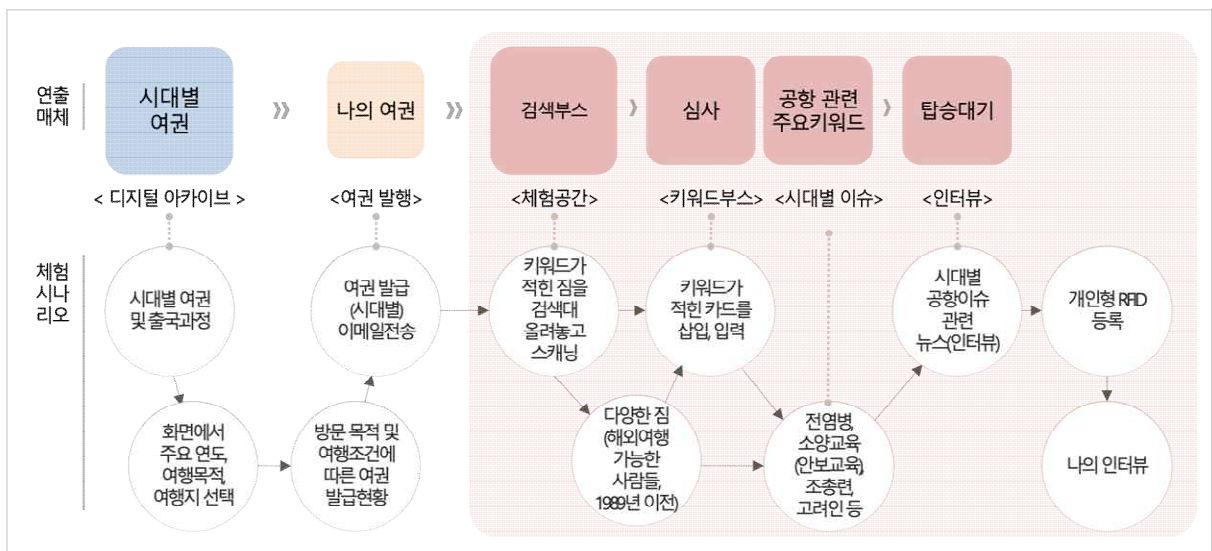 연출
매체
시대별
여권
나의 여권
검색부스
심사
공항 관련
주요키워드
탑승대기
< 디지털 아카이브 >
<여권 발행>
<체험공간>
<키워드부스>
<시대별 이슈>
<인터뷰>
체험
시나
리오
시대별 여권
및 출국과정
화면에서
주요 연도,
여행목적,
여행지 선택
방문 목적 및
여행조건에
따른 여권
발급현황
여권 발급
(시대별)
이메일전송
키워드가
적힌 짐을
검색대
올려놓고
스캐닝
다양한 짐
(해외여행
가능한
사람들,
1989년 이전)
키워드가
적힌 카드를
삽입, 입력
전염병,
소양교육
(안보교육),
조총련,
고려인 등
시대별
공항이슈
관련
뉴스(인터뷰)
개인형 RFID
등록
나의 인터뷰